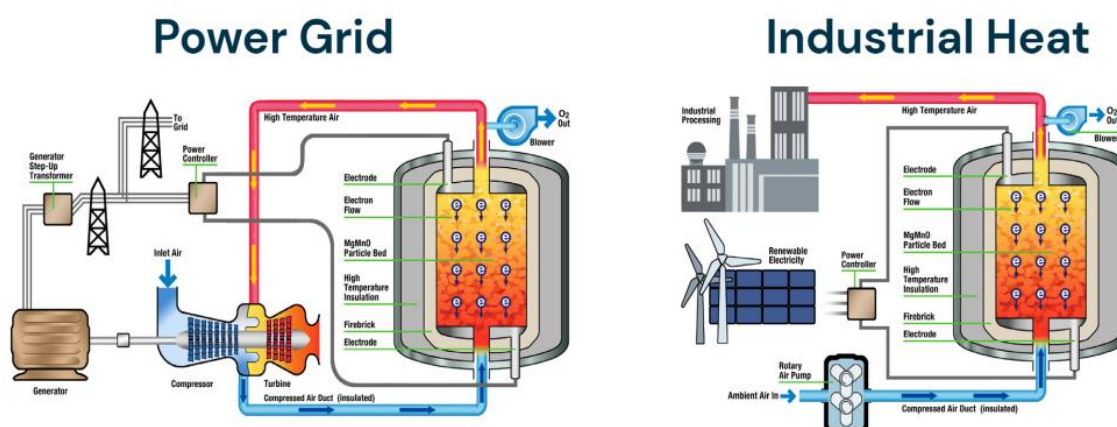 Power Grid
To
Grid
Generator
Step-Up
Transformer
Power
Controller
High Temperature Air
O2
Out
Blower
Electrode
Electron
Flow
MgMnO
Particle Bed
High
Temperature
Insulation
Firebrick
Electrode
e e e
e e e
e e e
e e e
Inlet Air
Generator
Compressor
Turbine
Compressed Air Duct (insulated)
Industrial Heat
Industrial
Processing
High Temperature Air
O2
Out
Blower
Electrode
Electron
Flow
MgMnO
Particle Bed
High
Temperature
Insulation
Firebrick
Electrode
e e e
e e e
e e e
e e e
Renewable
Electricity
Power
Controller
Rotary
Air Pump
Ambient Air In
Compressed Air Duct (insulated)